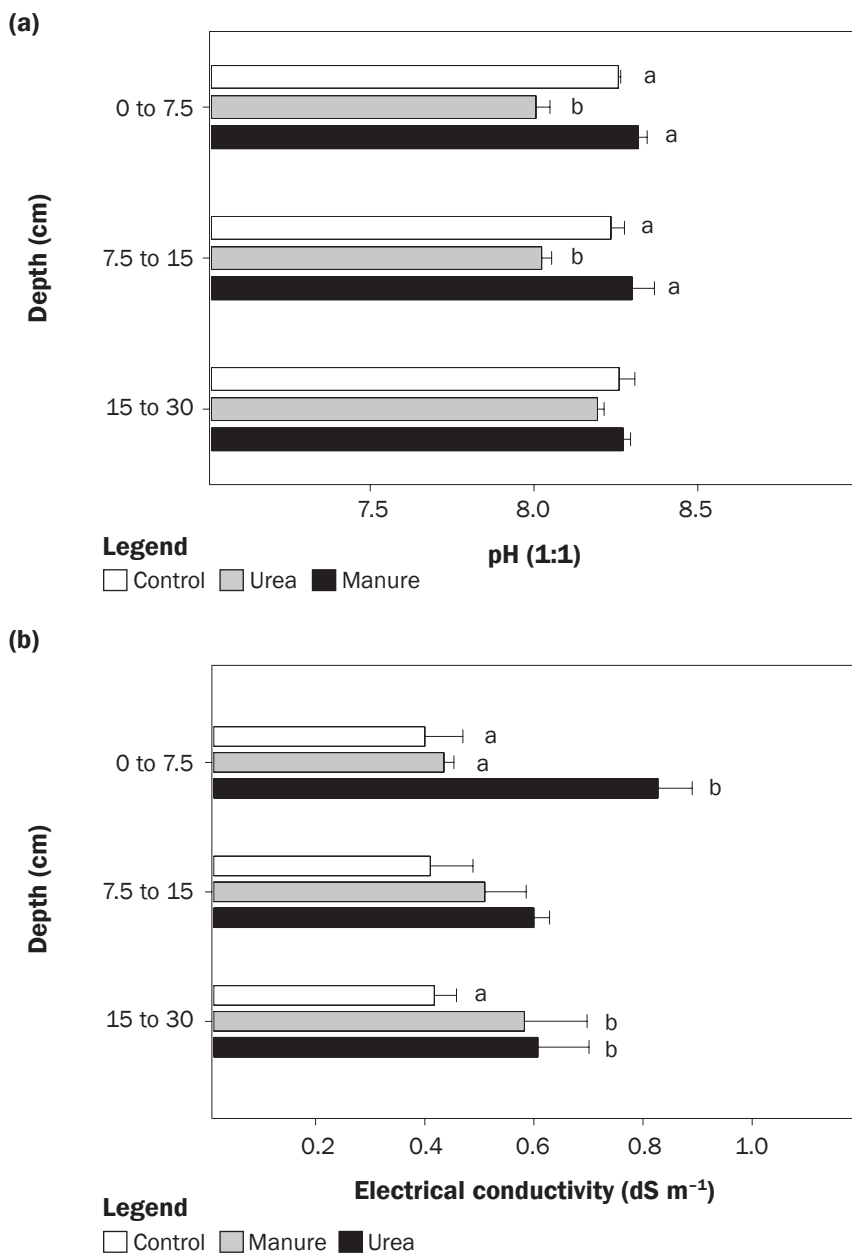 (a)
a
0 to 7.5
b
a
a
7.5 to 15
b
a
15 to 30
Depth (cm)
7.5 8.0 8.5
pH (1:1)
Legend
Control Urea Manure
(b)
a
0 to 7.5
a
b
7.5 to 15
a
15 to 30
b
b
Depth (cm)
0.2 0.4 0.6 0.8 1.0
Electrical conductivity (dS m⁻¹)
Legend
Control Manure Urea